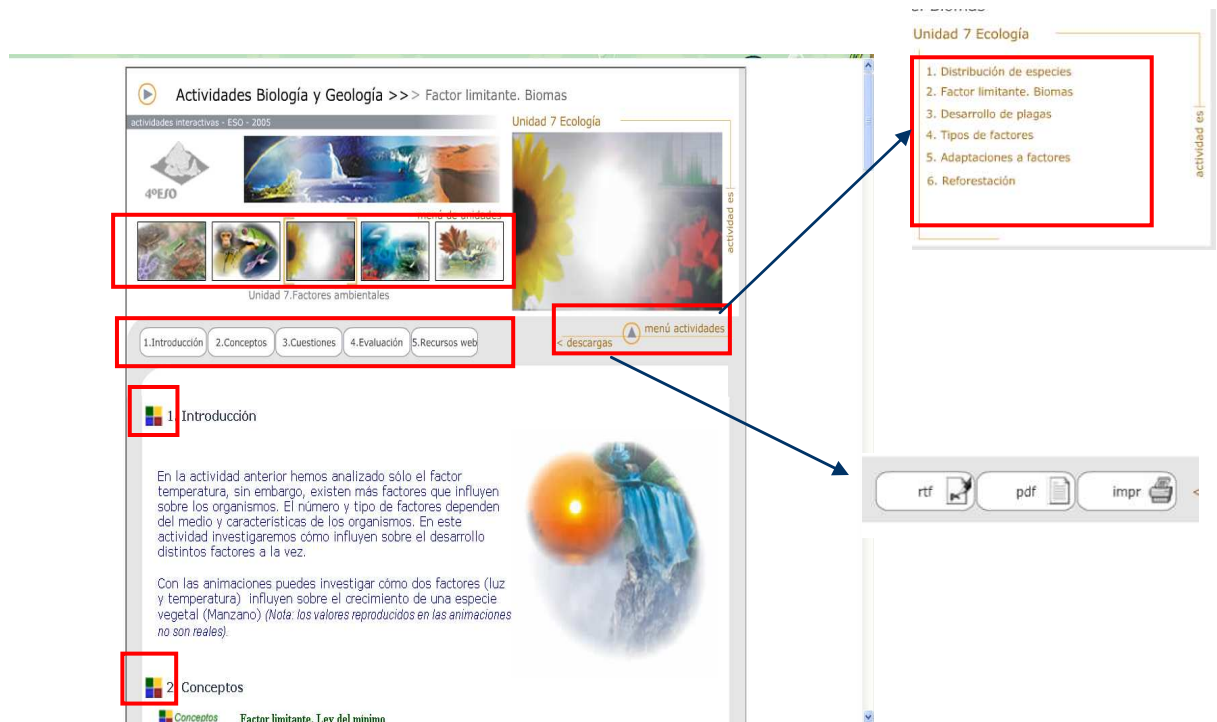 Actividades Biología y Geología >>> Factor limitante. Biomas
actividades interactivas - ESO - 2005
4ºESO
menú de unidades
Unidad 7.Factores ambientales
Unidad 7 Ecología
actividad es
1.Introducción 2.Conceptos 3.Cuestiones 4.Evaluación 5.Recursos web
menú actividades
< descargas
1. Introducción
En la actividad anterior hemos analizado sólo el factor
temperatura, sin embargo, existen más factores que influyen
sobre los organismos. El número y tipo de factores dependen
del medio y características de los organismos. En este
actividad investigaremos cómo influyen sobre el desarrollo
distintos factores a la vez.
Con las animaciones puedes investigar cómo dos factores (luz
y temperatura) influyen sobre el crecimiento de una especie
vegetal (Manzano) (Nota: los valores reproducidos en las animaciones
no son reales).
2. Conceptos
Conceptos Factor limitante. Ley del mínimo
Unidad 7 Ecología
1. Distribución de especies
2. Factor limitante. Biomas
3. Desarrollo de plagas
4. Tipos de factores
5. Adaptaciones a factores
6. Reforestación
actividad es
rtf pdf impr <